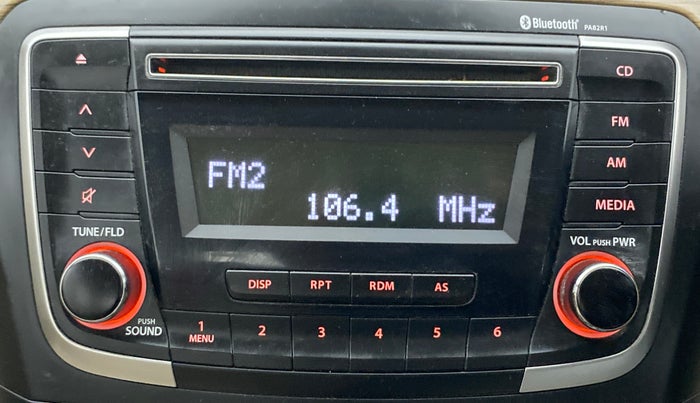 Bluetooth PA82R1
CD
FM
AM
MEDIA
FM2
106.4 MHz
TUNE/FLD
VOL PUSH PWR
DISP RPT RDM AS
PUSH
SOUND
1 2 3 4 5 6
MENU